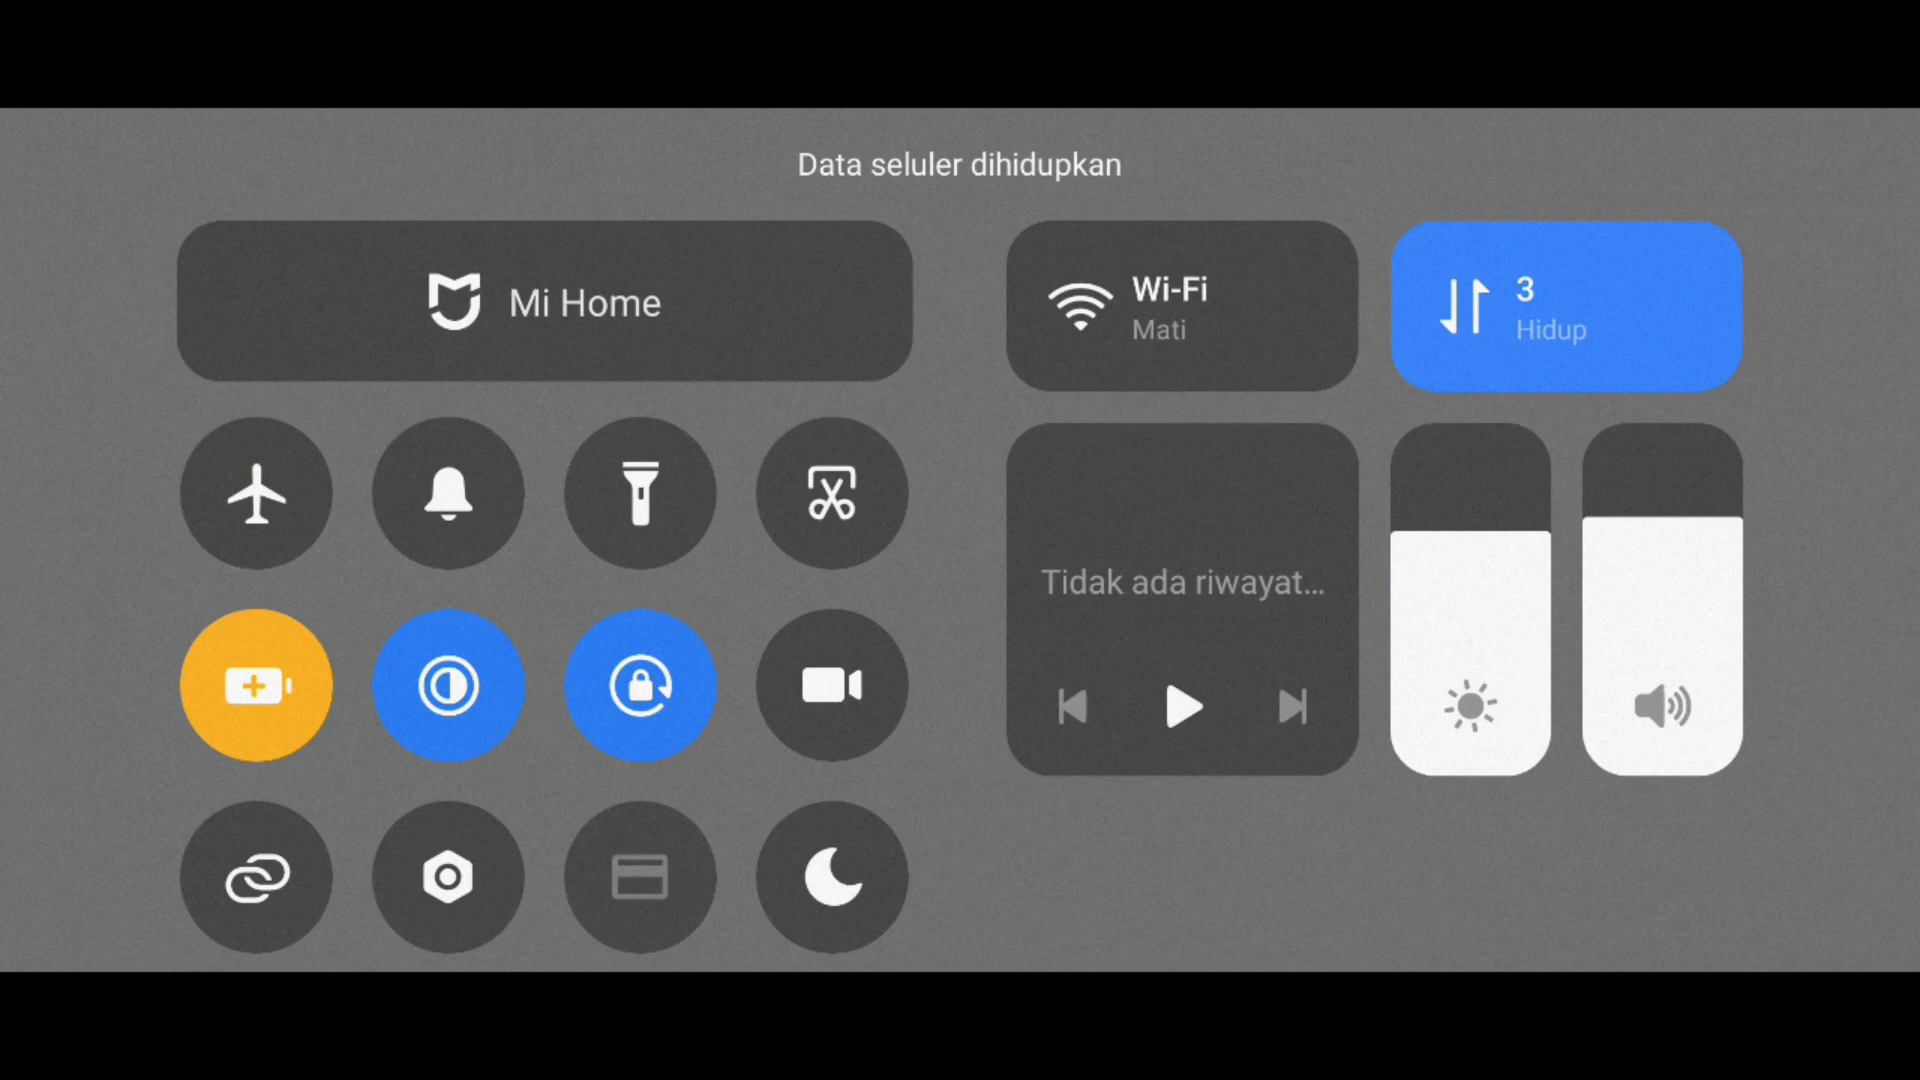 Data seluler dihidupkan
Mi Home
Wi-Fi
Mati
3
Hidup
Tidak ada riwayat...